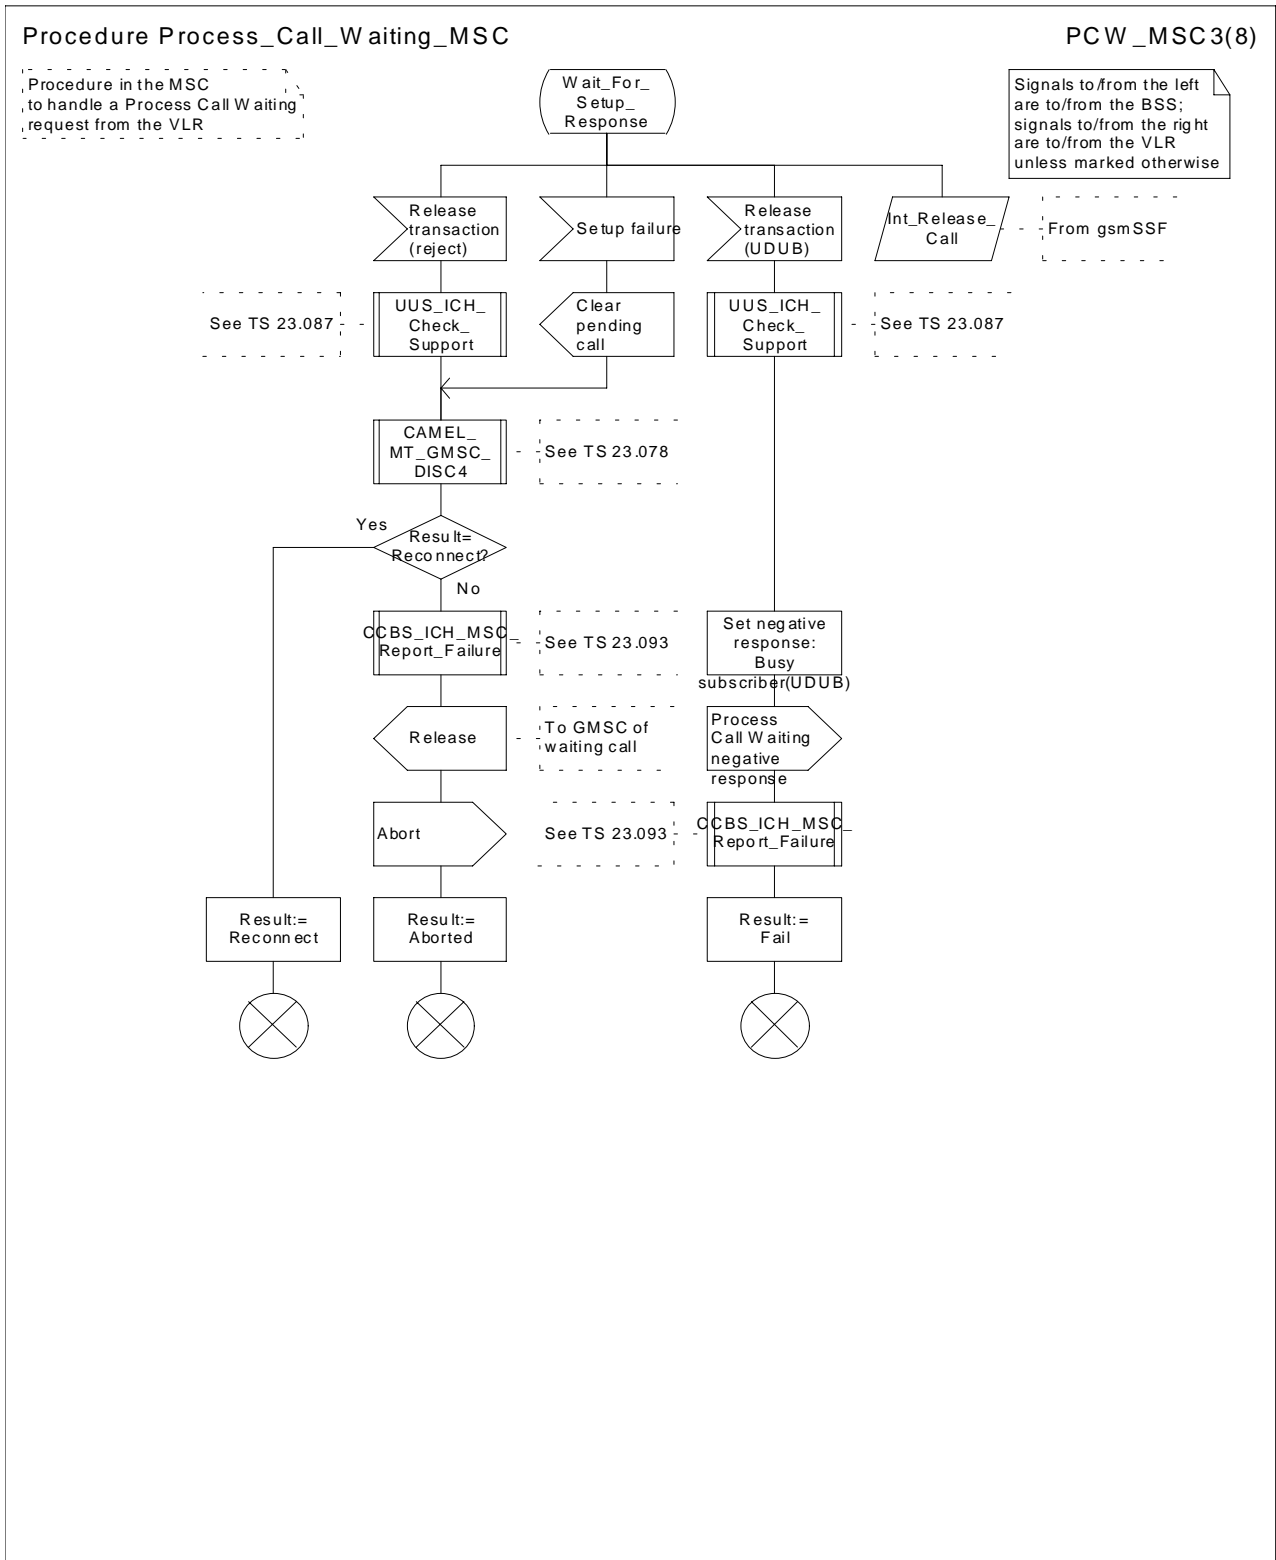 Procedure Process_Call_Waiting_MSC
PCW_MSC3(8)
Procedure in the MSC
to handle a Process Call Waiting
request from the VLR
Wait_For_
Setup_
Response
Signals to/from the left
are to/from the BSS;
signals to/from the right
are to/from the VLR
unless marked otherwise
Release
transaction
(reject)
Setup failure
Release
transaction
(UDUB)
Int_Release_
Call
From gsmSSF
See TS 23.087
UUS_ICH_
Check_
Support
Clear
pending
call
UUS_ICH_
Check_
Support
See TS 23.087
CAMEL_
MT_GMSC_
DISC4
See TS 23.078
Yes
Result=
Reconnect?
No
CCBS_ICH_MSC_
Report_Failure
See TS 23.093
Set negative
response:
Busy
subscriber(UDUB)
Release
To GMSC of
waiting call
Process
Call Waiting
negative
response
Abort
See TS 23.093
CCBS_ICH_MSC_
Report_Failure
Result:=
Reconnect
Result:=
Aborted
Result:=
Fail